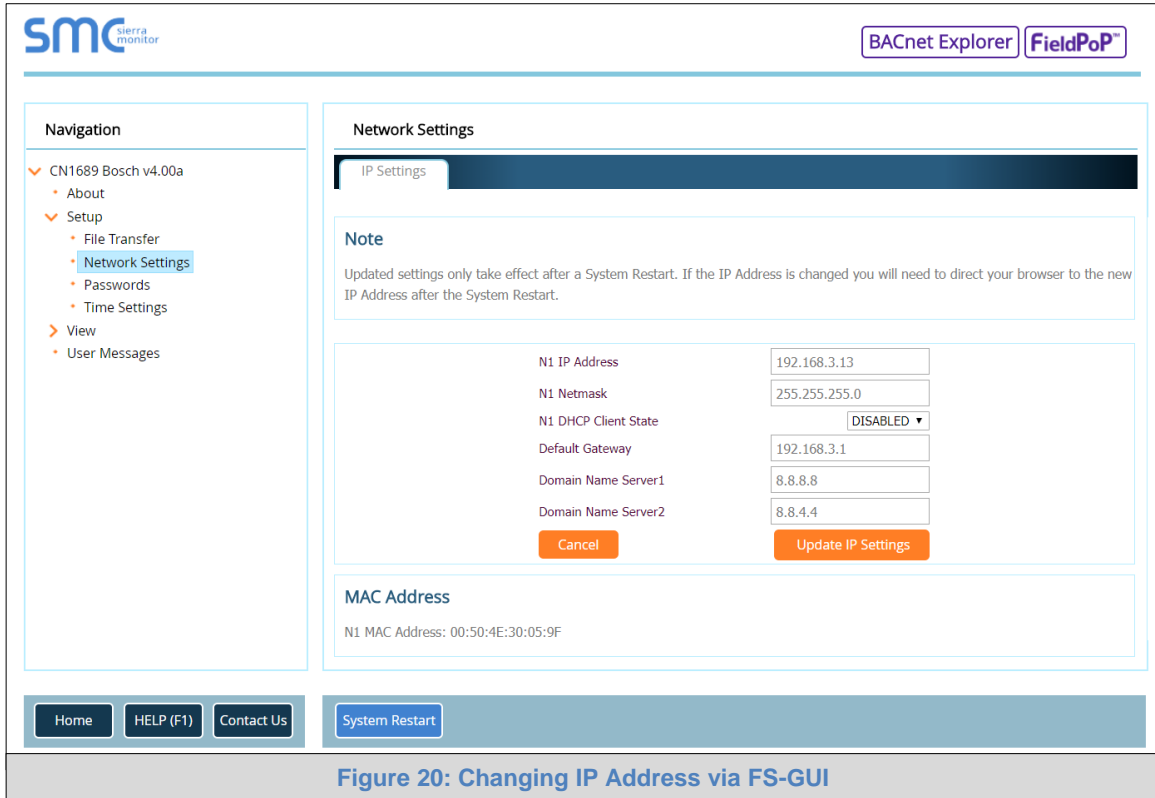 SMC sierra monitor
BACnet Explorer FieldPoP™
Navigation
CN1689 Bosch v4.00a
About
Setup
File Transfer
Network Settings
Passwords
Time Settings
View
User Messages
Network Settings
IP Settings
Note
Updated settings only take effect after a System Restart. If the IP Address is changed you will need to direct your browser to the new
IP Address after the System Restart.
N1 IP Address 192.168.3.13
N1 Netmask 255.255.255.0
N1 DHCP Client State DISABLED
Default Gateway 192.168.3.1
Domain Name Server1 8.8.8.8
Domain Name Server2 8.8.4.4
Cancel Update IP Settings
MAC Address
N1 MAC Address: 00:50:4E:30:05:9F
Home HELP (F1) Contact Us System Restart
Figure 20: Changing IP Address via FS-GUI